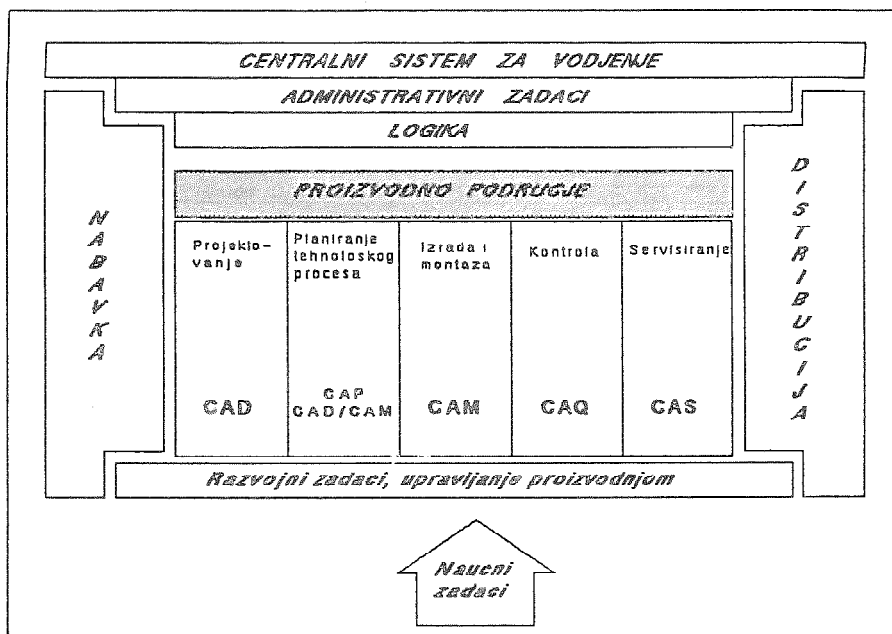 CENTRALNI SISTEM ZA VODJENJE
ADMINISTRATIVNI ZADACI
LOGIKA
NABAVKA
PROIZVODNO PODRUGJE
Projekto-
vanje
CAD
Planiranje
tehnoloskog
procesa
CAP
CAD/CAM
Izrada i
montaza
CAM
Kontrola
CAQ
Servisiranje
CAS
DISTRIBUCIJA
Razvojni zadaci, upravljanje proizvodnjom
Naucni
zadaci